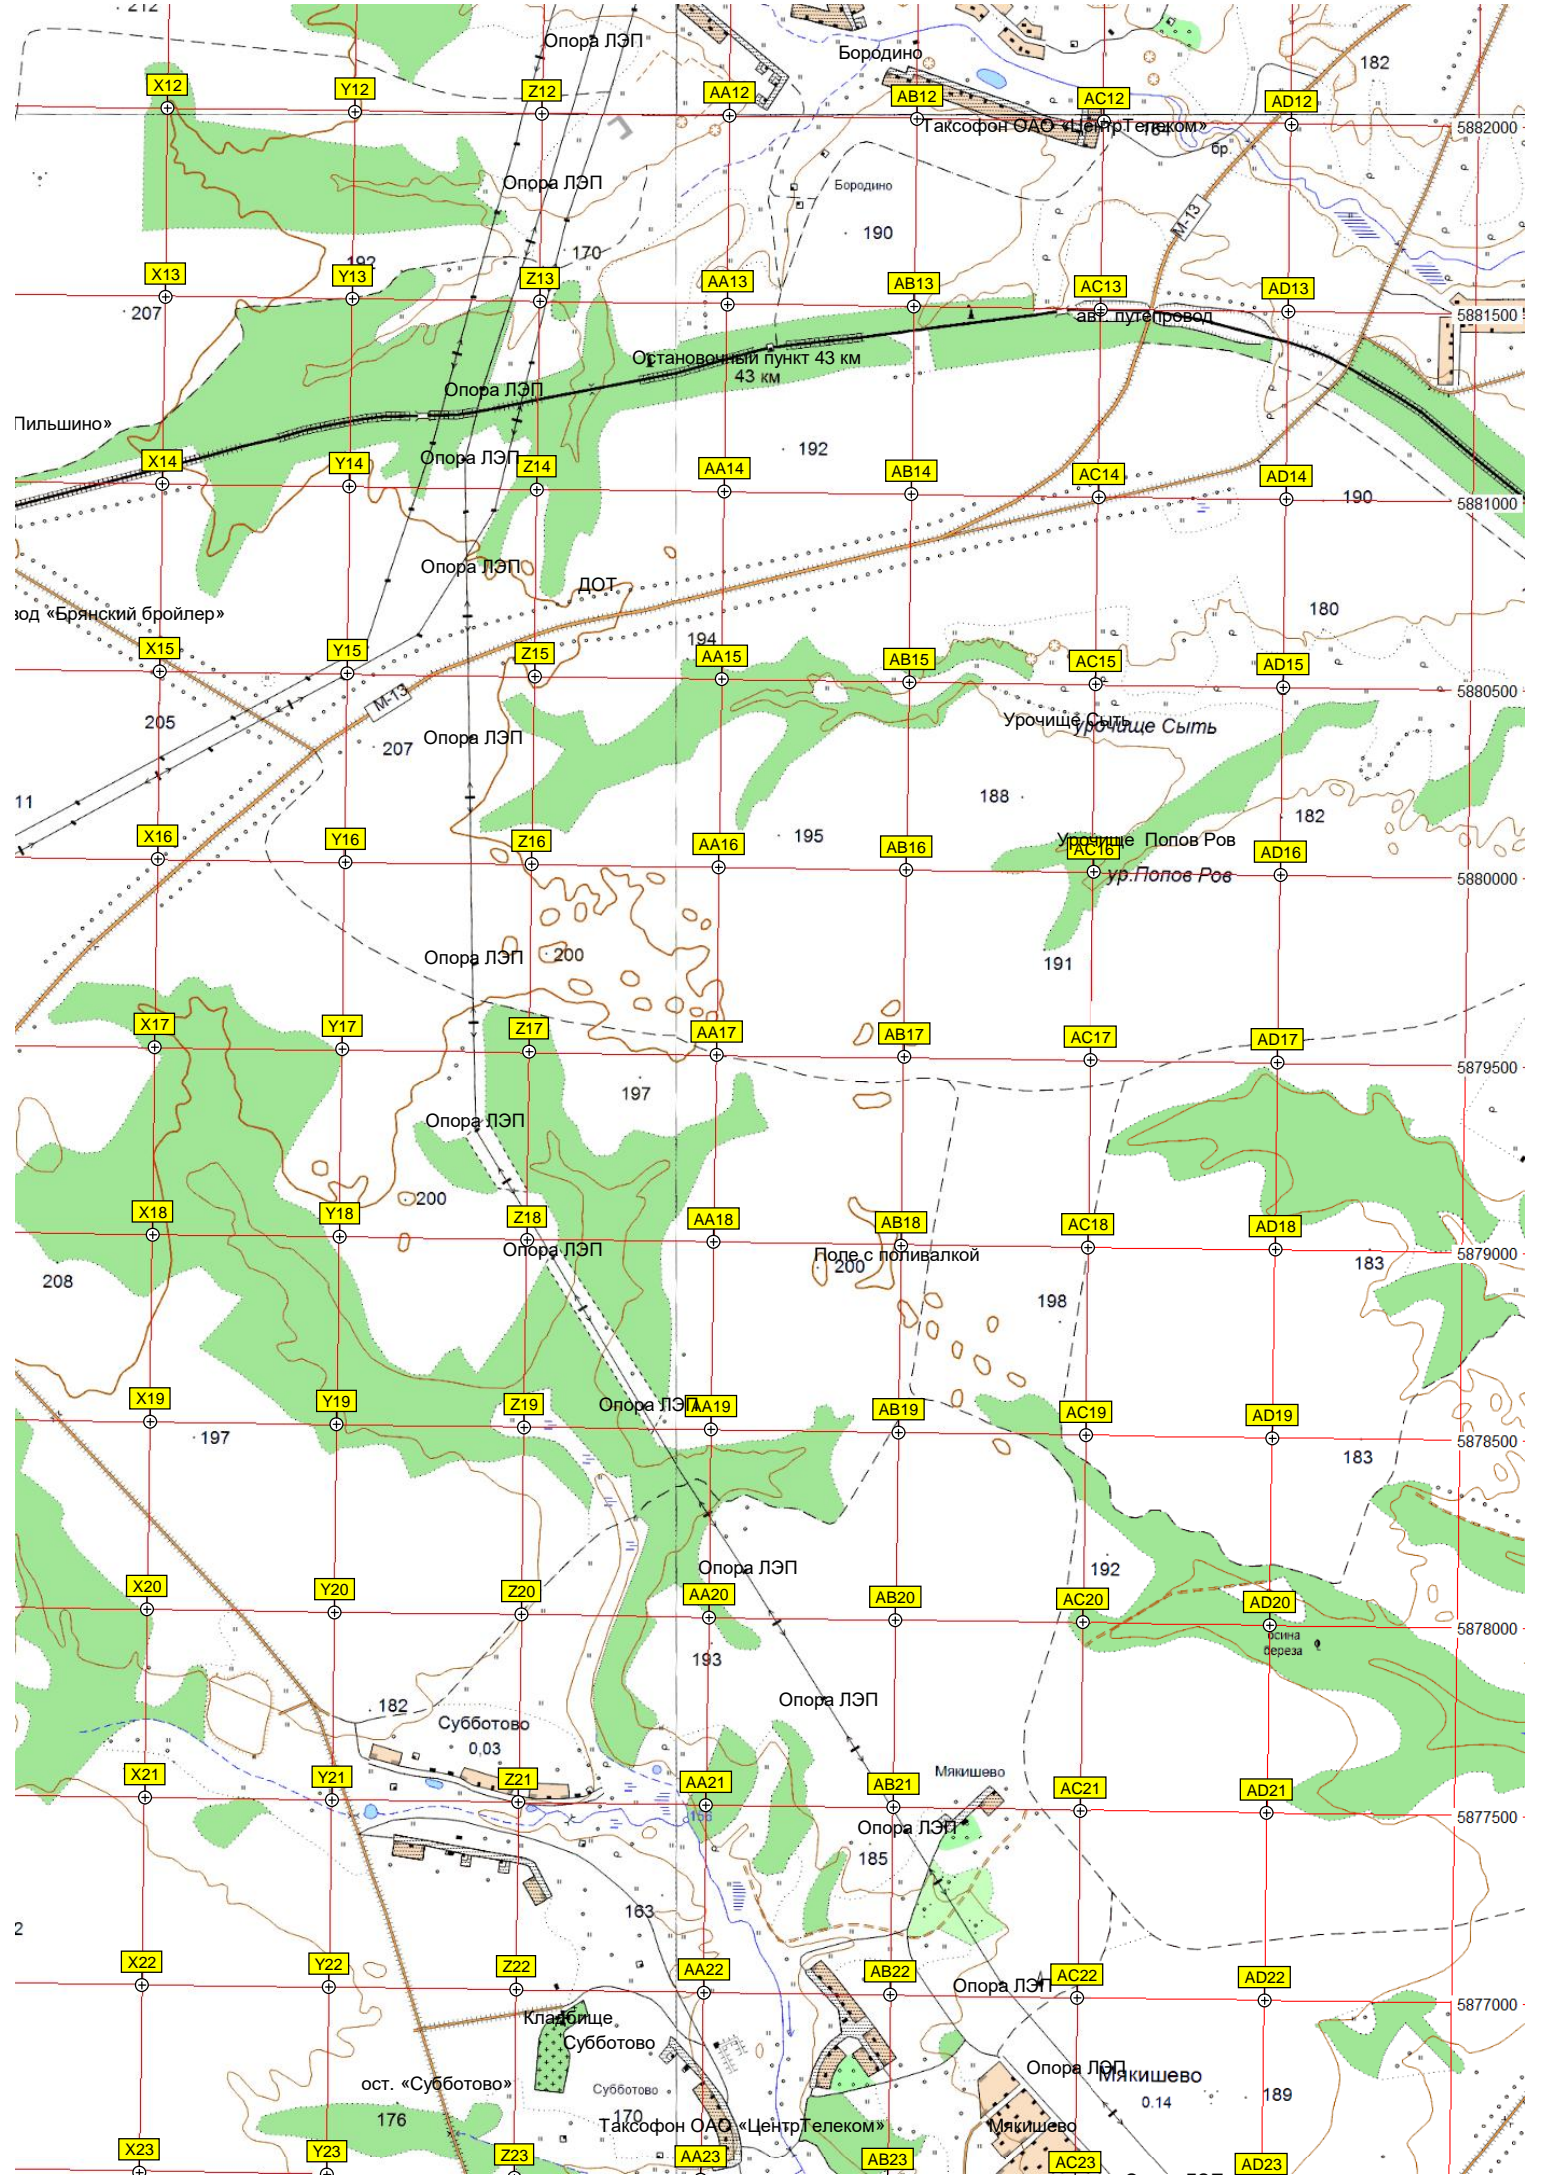 212
Опора ЛЭП
Бородино
182
X12
Y12
Z12
AA12
AB12
AC12
AD12
Таксофон ОАО «ЦентрТелеком»
5882000
бр.
Опора ЛЭП
Бородино
М-13
190
170
192
X13
Y13
Z13
AA13
AB13
AC13
AD13
207
авт. путепровод
5881500
Остановочный пункт 43 км
43 км
Опора ЛЭП
Пильшино»
192
Опора ЛЭП
X14
Y14
Z14
AA14
AB14
AC14
AD14
190
5881000
Опора ЛЭП
ДОТ
вод «Брянский бройлер»
180
194
X15
Y15
Z15
AA15
AB15
AC15
AD15
5880500
М-13
205
207
Опора ЛЭП
Урочище Сыть
урочище Сыть
11
188
182
195
X16
Y16
Z16
AA16
AB16
AC16
AD16
Урочище Попов Ров
ур.Попов Ров
5880000
Опора ЛЭП
200
191
X17
Y17
Z17
AA17
AB17
AC17
AD17
5879500
197
Опора ЛЭП
200
X18
Y18
Z18
AA18
AB18
AC18
AD18
Опора ЛЭП
Поле с поливалкой
200
183
5879000
208
198
X19
Y19
Z19
Опора ЛЭП
AA19
AB19
AC19
AD19
197
5878500
183
192
Опора ЛЭП
X20
Y20
Z20
AA20
AB20
AC20
AD20
осина
береза
5878000
193
182
Опора ЛЭП
Субботово
0,03
Мякишево
X21
Y21
Z21
AA21
AB21
AC21
AD21
156
5877500
Опора ЛЭП
185
163
2
X22
Y22
Z22
AA22
AB22
Опора ЛЭП
AC22
AD22
5877000
Кладбище
Субботово
ост. «Субботово»
Субботово
Опора ЛЭП
Мякишево
0.14
189
176
170
Таксофон ОАО «ЦентрТелеком»
Мякишево
X23
Y23
Z23
AA23
AB23
AC23
AD23